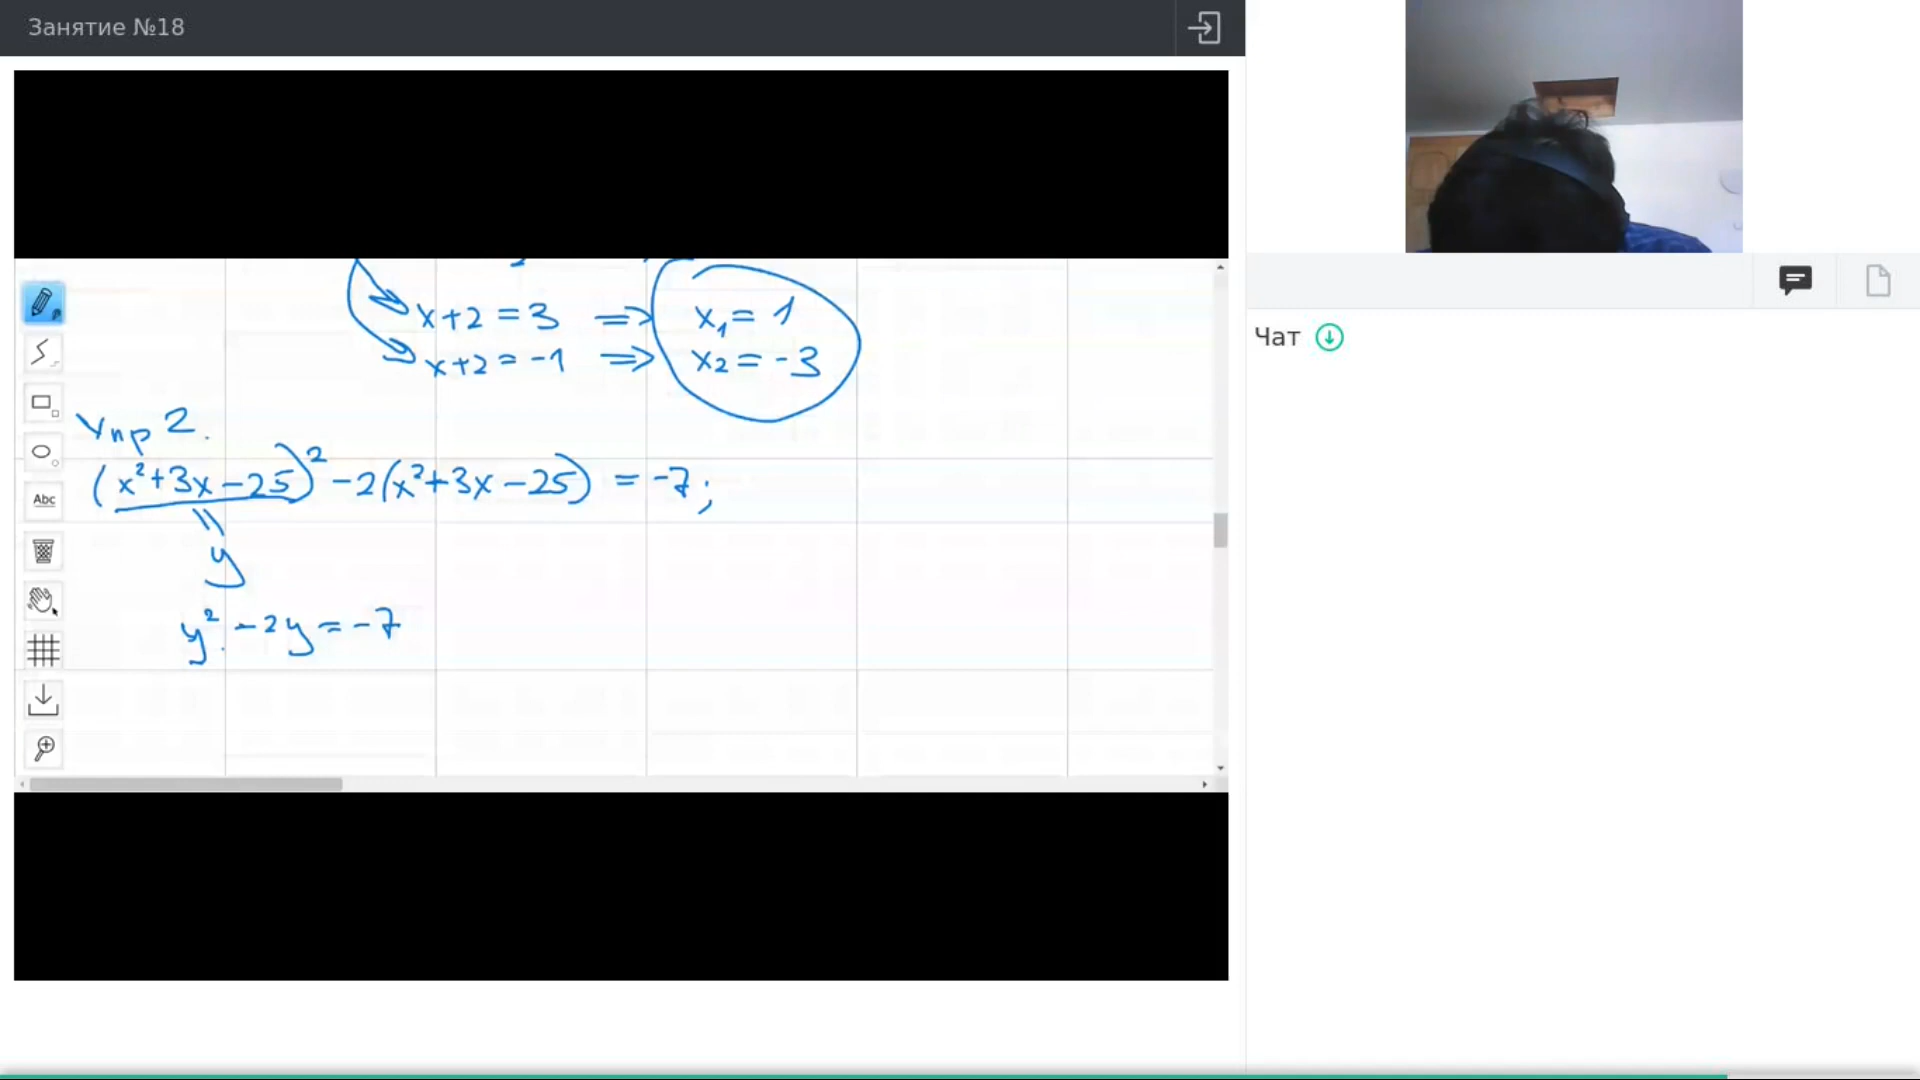 Занятие №18
x+2 = 3 => x₁ = 1
x+2 = -1 => x₂ = -3
Упр 2.
(x²+3x-25)² -2(x²+3x-25) = -7;
y
y² - 2y = -7
Abc
Чат